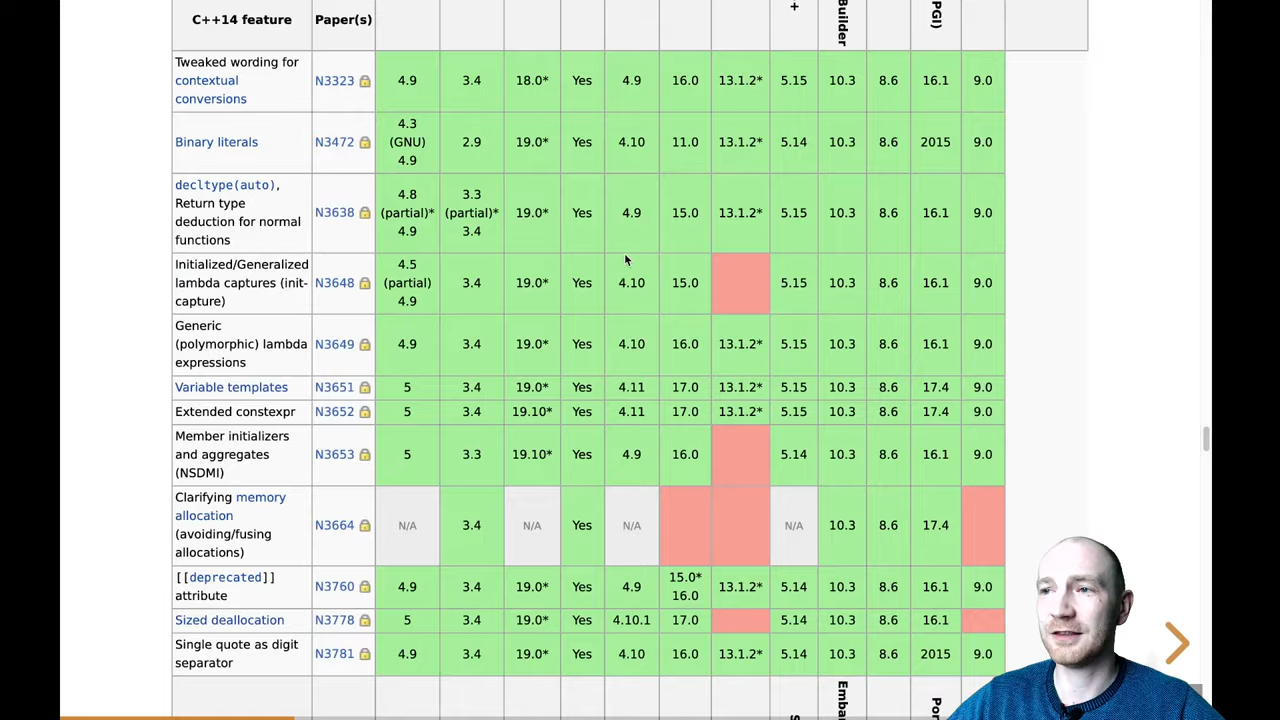 C++14 feature Paper(s) + Builder PGI)
Tweaked wording for
contextual
conversions
N3323 4.9 3.4 18.0* Yes 4.9 16.0 13.1.2* 5.15 10.3 8.6 16.1 9.0
Binary literals N3472
4.3
(GNU)
4.9
2.9 19.0* Yes 4.10 11.0 13.1.2* 5.14 10.3 8.6 2015 9.0
decltype(auto),
Return type
deduction for normal
functions
N3638
4.8
(partial)*
4.9
3.3
(partial)*
3.4
19.0* Yes 4.9 15.0 13.1.2* 5.15 10.3 8.6 16.1 9.0
Initialized/Generalized
lambda captures (init-
capture)
N3648
4.5
(partial)
4.9
3.4 19.0* Yes 4.10 15.0 5.15 10.3 8.6 16.1 9.0
Generic
(polymorphic) lambda
expressions
N3649 4.9 3.4 19.0* Yes 4.10 16.0 13.1.2* 5.15 10.3 8.6 16.1 9.0
Variable templates N3651 5 3.4 19.0* Yes 4.11 17.0 13.1.2* 5.15 10.3 8.6 17.4 9.0
Extended constexpr N3652 5 3.4 19.10* Yes 4.11 17.0 13.1.2* 5.15 10.3 8.6 17.4 9.0
Member initializers
and aggregates
(NSDMI)
N3653 5 3.3 19.10* Yes 4.9 16.0 5.14 10.3 8.6 16.1 9.0
Clarifying memory
allocation
(avoiding/fusing
allocations)
N3664 N/A 3.4 N/A Yes N/A N/A 10.3 8.6 17.4
[[deprecated]]
attribute
N3760 4.9 3.4 19.0* Yes 4.9
15.0*
16.0
13.1.2* 5.14 10.3 8.6 16.1 9.0
Sized deallocation N3778 5 3.4 19.0* Yes 4.10.1 17.0 5.14 10.3 8.6 16.1
Single quote as digit
separator
N3781 4.9 3.4 19.0* Yes 4.10 16.0 13.1.2* 5.14 10.3 8.6 2015 9.0